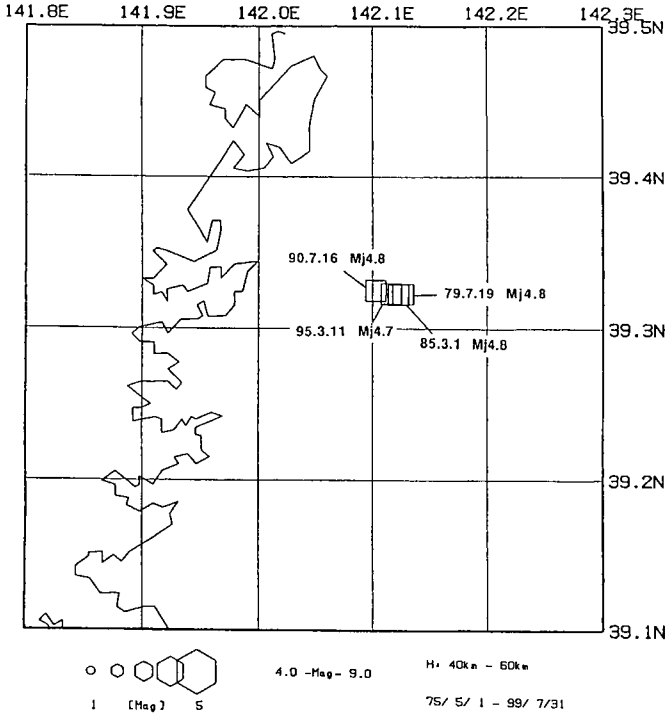 141.8E 141.9E 142.0E 142.1E 142.2E 142.3E
39.5N
39.4N
90.7.16 Mj4.8
79.7.19 Mj4.8
39.3N
95.3.11 Mj4.7
85.3.1 Mj4.8
39.2N
39.1N
4.0 -Mag- 9.0
H: 40km - 60km
1 [Mag] 5
75/ 5/ 1 - 99/ 7/31